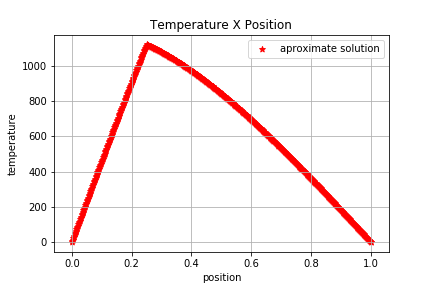 Temperature X Position
aproximate solution
temperature
1000
800
600
400
200
0
0.0 0.2 0.4 0.6 0.8 1.0
position